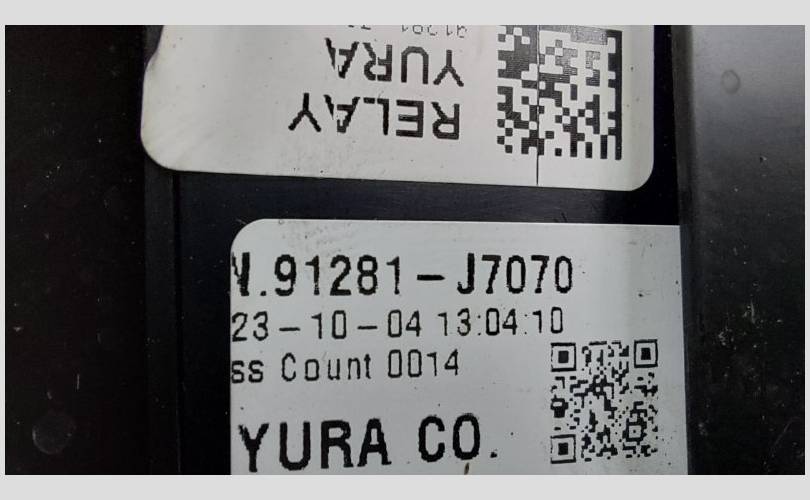 RELAY
YURA
N.91281-J7070
23-10-04 13:04:10
ss Count 0014
YURA CO.